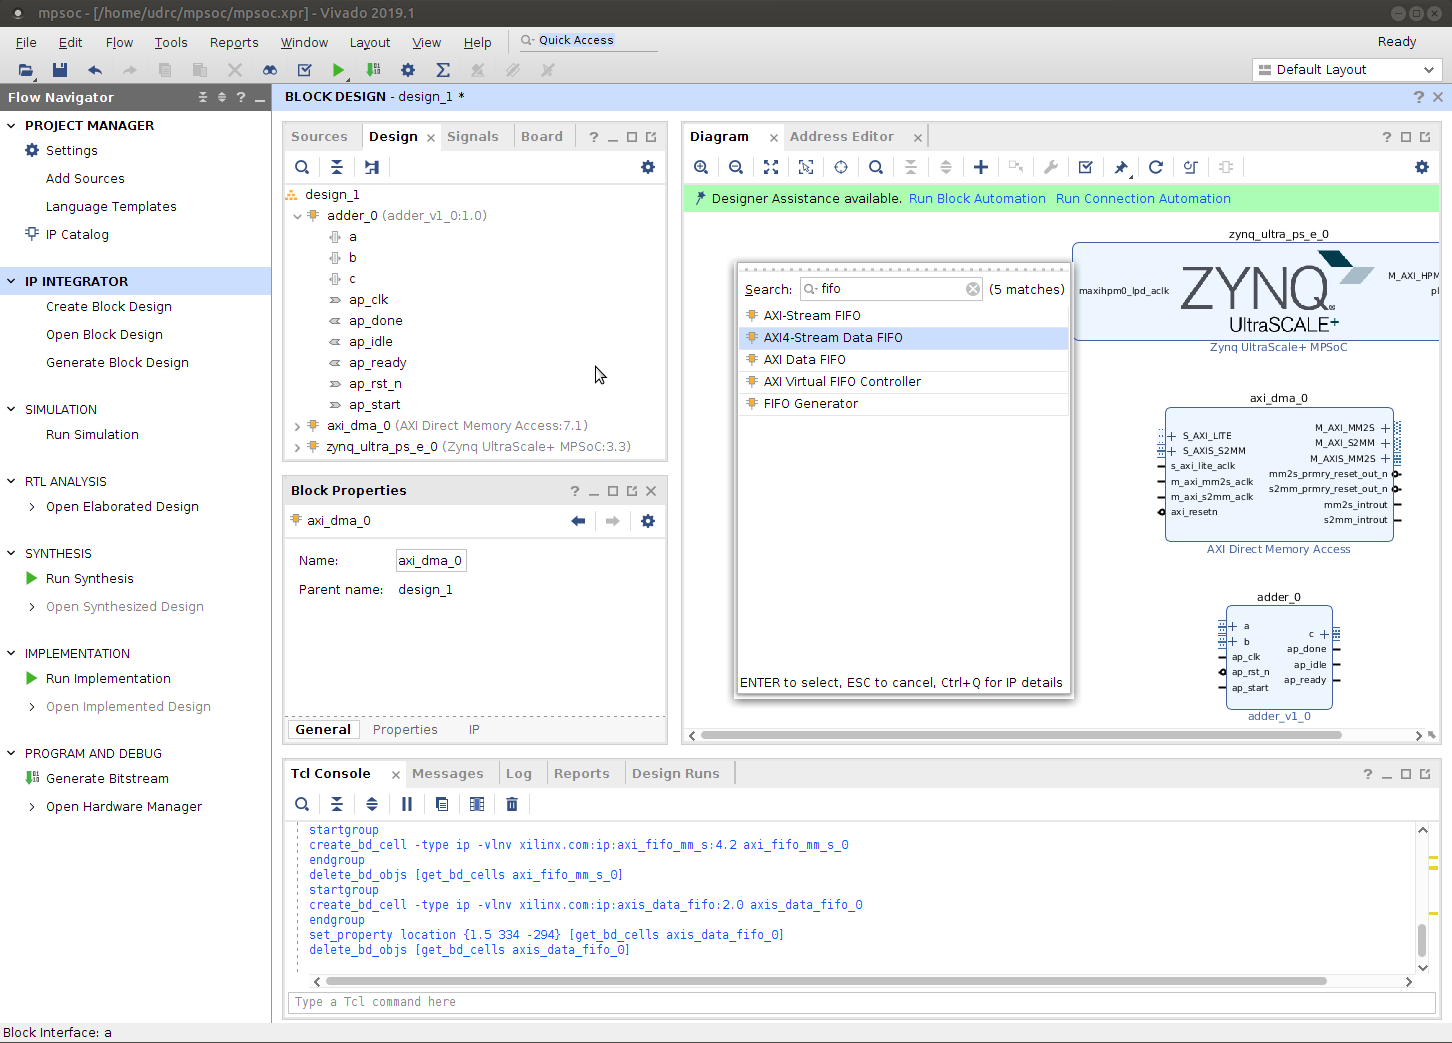 mpsoc - [/home/udrc/mpsoc/mpsoc.xpr] - Vivado 2019.1
File Edit Flow Tools Reports Window Layout View Help Quick Access Ready
Default Layout
Flow Navigator
PROJECT MANAGER
Settings
Add Sources
Language Templates
IP Catalog
IP INTEGRATOR
Create Block Design
Open Block Design
Generate Block Design
SIMULATION
Run Simulation
RTL ANALYSIS
Open Elaborated Design
SYNTHESIS
Run Synthesis
Open Synthesized Design
IMPLEMENTATION
Run Implementation
Open Implemented Design
PROGRAM AND DEBUG
Generate Bitstream
Open Hardware Manager
BLOCK DESIGN - design_1 *
Sources Design Signals Board
design_1
adder_0 (adder_v1_0:1.0)
a
b
c
ap_clk
ap_done
ap_idle
ap_ready
ap_rst_n
ap_start
axi_dma_0 (AXI Direct Memory Access:7.1)
zynq_ultra_ps_e_0 (Zynq UltraScale+ MPSoC:3.3)
Block Properties
axi_dma_0
Name: axi_dma_0
Parent name: design_1
General Properties IP
Diagram Address Editor
Designer Assistance available. Run Block Automation Run Connection Automation
Search: fifo (5 matches)
AXI-Stream FIFO
AXI4-Stream Data FIFO
AXI Data FIFO
AXI Virtual FIFO Controller
FIFO Generator
ENTER to select, ESC to cancel, Ctrl+Q for IP details
zynq_ultra_ps_e_0
maxihpm0_lpd_aclk
ZYNQ
UltraSCALE+
M_AXI_HPM
pl
Zynq UltraScale+ MPSoC
axi_dma_0
S_AXI_LITE
S_AXIS_S2MM
s_axi_lite_aclk
m_axi_mm2s_aclk
m_axi_s2mm_aclk
axi_resetn
M_AXI_MM2S
M_AXI_S2MM
M_AXIS_MM2S
mm2s_prmry_reset_out_n
s2mm_prmry_reset_out_n
mm2s_introut
s2mm_introut
AXI Direct Memory Access
adder_0
a
b
ap_clk
ap_rst_n
ap_start
c
ap_done
ap_idle
ap_ready
adder_v1_0
Tcl Console Messages Log Reports Design Runs
startgroup
create_bd_cell -type ip -vlnv xilinx.com:ip:axi_fifo_mm_s:4.2 axi_fifo_mm_s_0
endgroup
delete_bd_objs [get_bd_cells axi_fifo_mm_s_0]
startgroup
create_bd_cell -type ip -vlnv xilinx.com:ip:axis_data_fifo:2.0 axis_data_fifo_0
endgroup
set_property location {1.5 334 -294} [get_bd_cells axis_data_fifo_0]
delete_bd_objs [get_bd_cells axis_data_fifo_0]
Type a Tcl command here
Block Interface: a